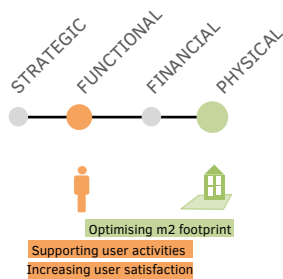 STRATEGIC
FUNCTIONAL
FINANCIAL
PHYSICAL
Optimising m2 footprint
Supporting user activities
Increasing user satisfaction